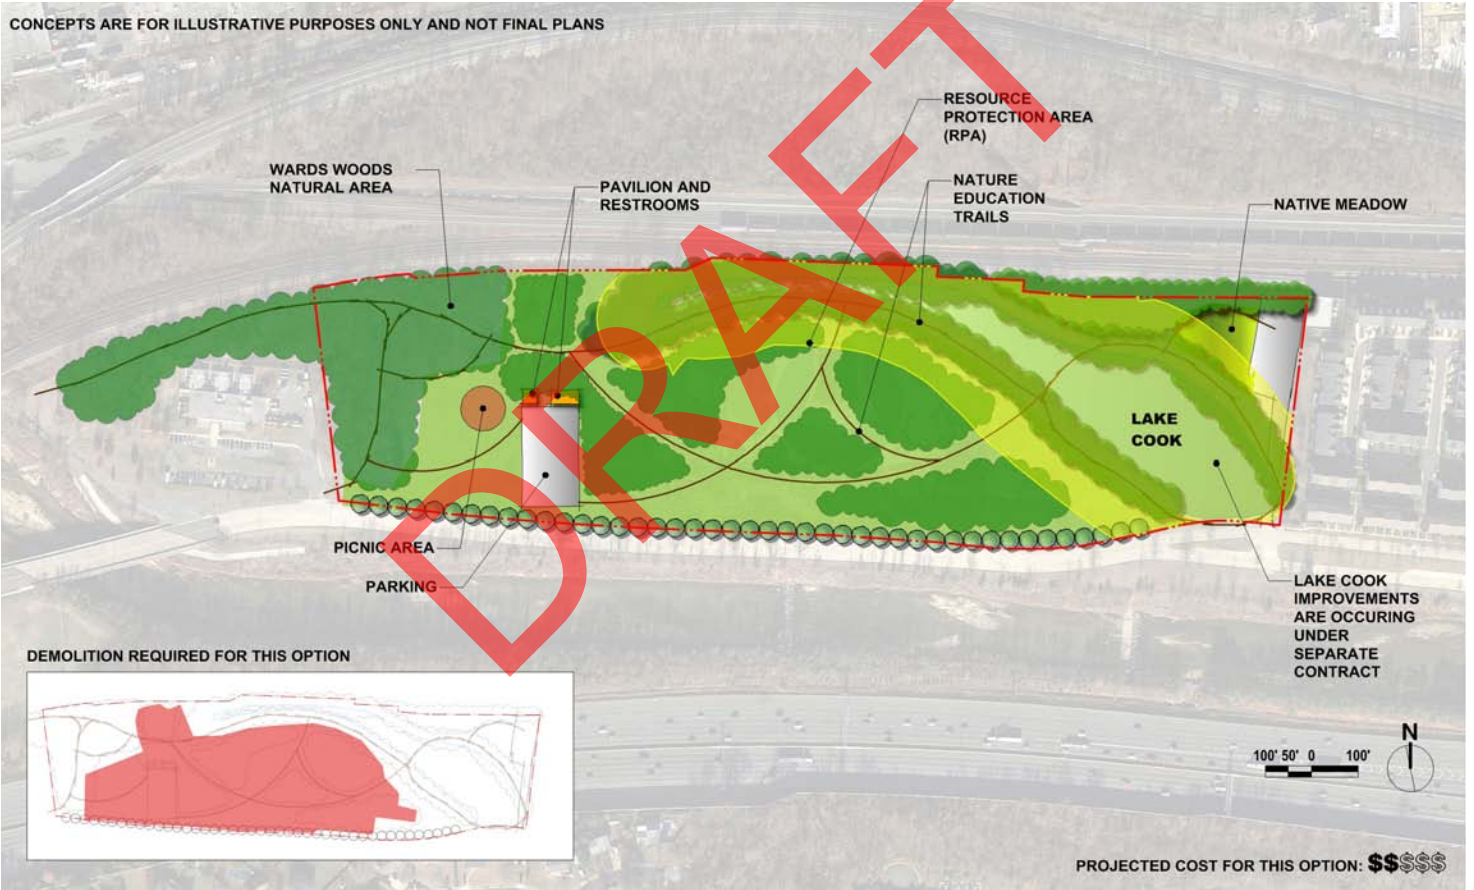 CONCEPTS ARE FOR ILLUSTRATIVE PURPOSES ONLY AND NOT FINAL PLANS
RESOURCE
PROTECTION AREA
(RPA)
WARDS WOODS
NATURAL AREA
PAVILION AND
RESTROOMS
NATURE
EDUCATION
TRAILS
NATIVE MEADOW
DRAFT
LAKE
COOK
PICNIC AREA
PARKING
LAKE COOK
IMPROVEMENTS
ARE OCCURING
UNDER
SEPARATE
CONTRACT
DEMOLITION REQUIRED FOR THIS OPTION
N
100' 50' 0 100'
PROJECTED COST FOR THIS OPTION: $$$$$